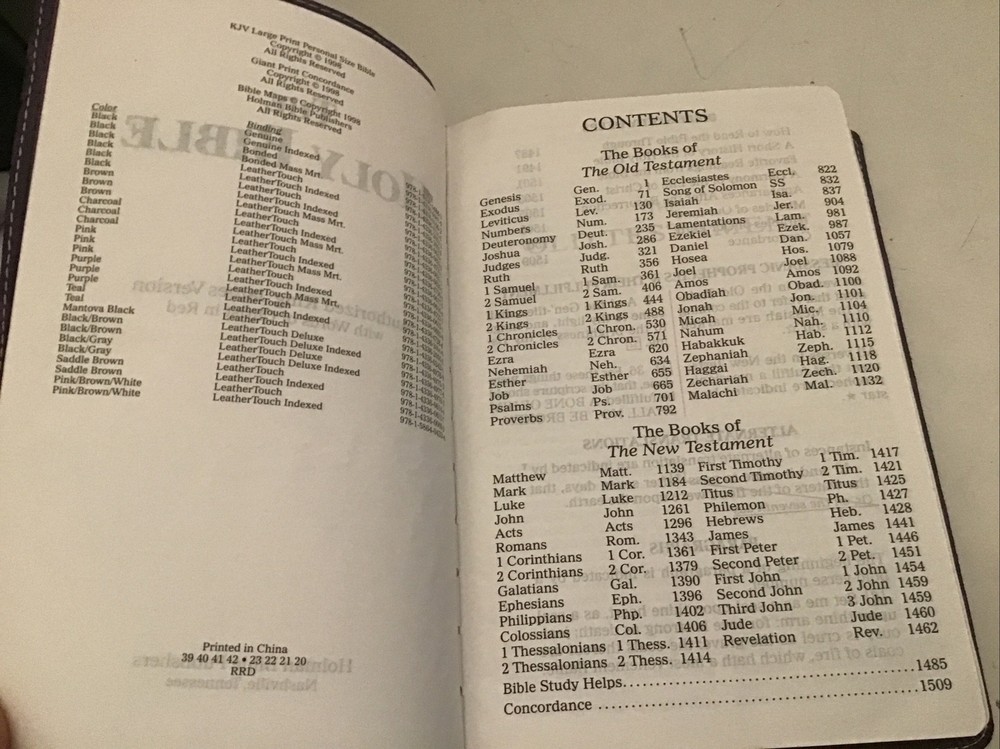 KJV Large Print Personal Size Bible
Copyright © 1998
All Rights Reserved
Giant Print Concordance
Copyright © 1998
All Rights Reserved
Bible Maps © Copyright 1998
Holman Bible Publishers
All Rights Reserved
Color Binding
Black Genuine
Black Genuine Indexed
Black Bonded
Black Bonded Mass Mrt.
Black LeatherTouch
Black LeatherTouch Indexed
Brown LeatherTouch
Brown LeatherTouch Indexed
Brown LeatherTouch Mass Mrt.
Charcoal LeatherTouch
Charcoal LeatherTouch Indexed
Charcoal LeatherTouch Mass Mrt.
Pink LeatherTouch
Pink LeatherTouch Indexed
Pink LeatherTouch Mass Mrt.
Purple LeatherTouch
Purple LeatherTouch Indexed
Purple LeatherTouch Mass Mrt.
Teal LeatherTouch
Teal LeatherTouch Indexed
Mantova Black LeatherTouch
Black/Brown LeatherTouch Deluxe
Black/Brown LeatherTouch Deluxe Indexed
Black/Gray LeatherTouch Deluxe
Black/Gray LeatherTouch Deluxe Indexed
Saddle Brown LeatherTouch
Saddle Brown LeatherTouch Indexed
Pink/Brown/White LeatherTouch
Pink/Brown/White LeatherTouch Indexed
Printed in China
39 40 41 42 • 23 22 21 20
RRD
CONTENTS
The Books of
The Old Testament
Genesis Gen. 1 Ecclesiastes Eccl. 822
Exodus Exod. 71 Song of Solomon SS 832
Leviticus Lev. 130 Isaiah Isa. 837
Numbers Num. 173 Jeremiah Jer. 904
Deuteronomy Deut. 235 Lamentations Lam. 981
Joshua Josh. 286 Ezekiel Ezek. 987
Judges Judg. 321 Daniel Dan. 1057
Ruth Ruth 356 Hosea Hos. 1079
1 Samuel 1 Sam. 361 Joel Joel 1088
2 Samuel 2 Sam. 406 Amos Amos 1092
1 Kings 1 Kings 444 Obadiah Obad. 1100
2 Kings 2 Kings 488 Jonah Jon. 1101
1 Chronicles 1 Chron. 530 Micah Mic. 1104
2 Chronicles 2 Chron. 571 Nahum Nah. 1110
Ezra Ezra 620 Habakkuk Hab. 1112
Nehemiah Neh. 634 Zephaniah Zeph. 1115
Esther Esther 655 Haggai Hag. 1118
Job Job 665 Zechariah Zech. 1120
Psalms Ps. 701 Malachi Mal. 1132
Proverbs Prov. 792
The Books of
The New Testament
Matthew Matt. 1139 First Timothy 1 Tim. 1417
Mark Mark 1184 Second Timothy 2 Tim. 1421
Luke Luke 1212 Titus Titus 1425
John John 1261 Philemon Ph. 1427
Acts Acts 1296 Hebrews Heb. 1428
Romans Rom. 1343 James James 1441
1 Corinthians 1 Cor. 1361 First Peter 1 Pet. 1446
2 Corinthians 2 Cor. 1379 Second Peter 2 Pet. 1451
Galatians Gal. 1390 First John 1 John 1454
Ephesians Eph. 1396 Second John 2 John 1459
Philippians Php. 1402 Third John 3 John 1459
Colossians Col. 1406 Jude Jude 1460
1 Thessalonians 1 Thess. 1411 Revelation Rev. 1462
2 Thessalonians 2 Thess. 1414
Bible Study Helps 1485
Concordance 1509